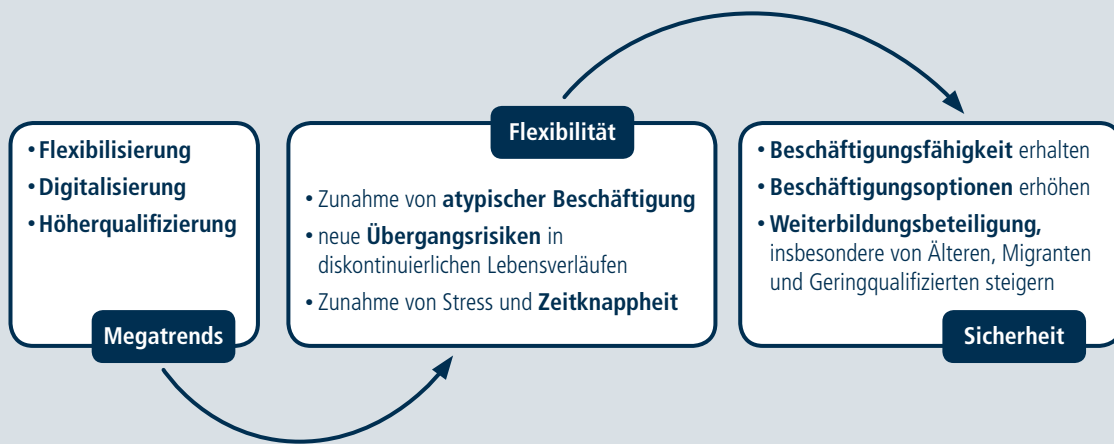 • Flexibilisierung
• Digitalisierung
• Höherqualifizierung
Megatrends
Flexibilität
• Zunahme von atypischer Beschäftigung
• neue Übergangsrisiken in
diskontinuierlichen Lebensverläufen
• Zunahme von Stress und Zeitknappheit
• Beschäftigungsfähigkeit erhalten
• Beschäftigungsoptionen erhöhen
• Weiterbildungsbeteiligung,
insbesondere von Älteren, Migranten
und Geringqualifizierten steigern
Sicherheit